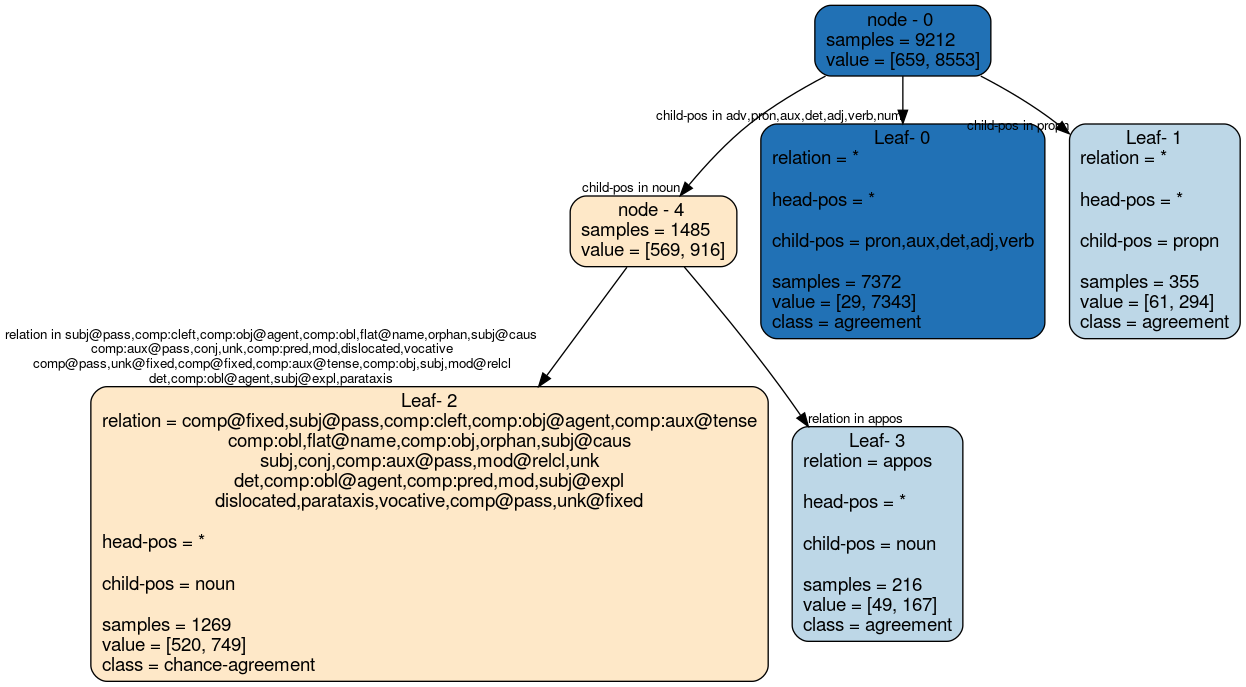 node - 0
samples = 9212
value = [659, 8553]
child-pos in adv,pron,aux,det,adj,verb,num
child-pos in propn
child-pos in noun
Leaf- 0
relation = *
head-pos = *
child-pos = pron,aux,det,adj,verb
samples = 7372
value = [29, 7343]
class = agreement
Leaf- 1
relation = *
head-pos = *
child-pos = propn
samples = 355
value = [61, 294]
class = agreement
node - 4
samples = 1485
value = [569, 916]
relation in subj@pass,comp:cleft,comp:obj@agent,comp:obl,flat@name,orphan,subj@caus
comp:aux@pass,conj,unk,comp:pred,mod,dislocated,vocative
comp@pass,unk@fixed,comp@fixed,comp:aux@tense,comp:obj,subj,mod@relcl
det,comp:obl@agent,subj@expl,parataxis
relation in appos
Leaf- 2
relation = comp@fixed,subj@pass,comp:cleft,comp:obj@agent,comp:aux@tense
comp:obl,flat@name,comp:obj,orphan,subj@caus
subj,conj,comp:aux@pass,mod@relcl,unk
det,comp:obl@agent,comp:pred,mod,subj@expl
dislocated,parataxis,vocative,comp@pass,unk@fixed
head-pos = *
child-pos = noun
samples = 1269
value = [520, 749]
class = chance-agreement
Leaf- 3
relation = appos
head-pos = *
child-pos = noun
samples = 216
value = [49, 167]
class = agreement